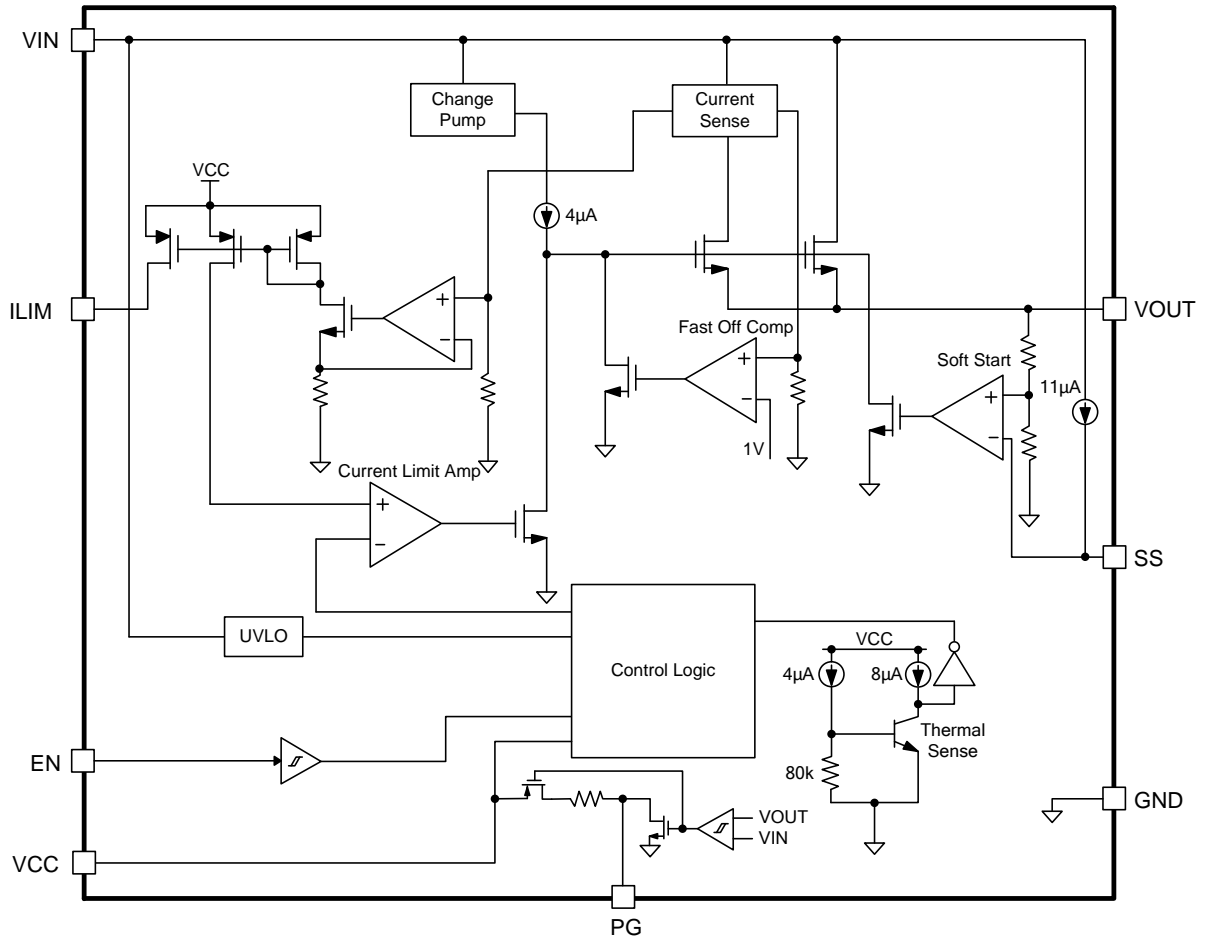 VIN
Change
Pump
Current
Sense
VCC
4µA
ILIM
VOUT
+
−
Fast Off Comp
+
−
1V
Soft Start
11µA
+
−
Current Limit Amp
+
−
SS
UVLO
Control Logic
VCC
4µA
8µA
Thermal
Sense
80k
EN
GND
VOUT
VIN
VCC
PG